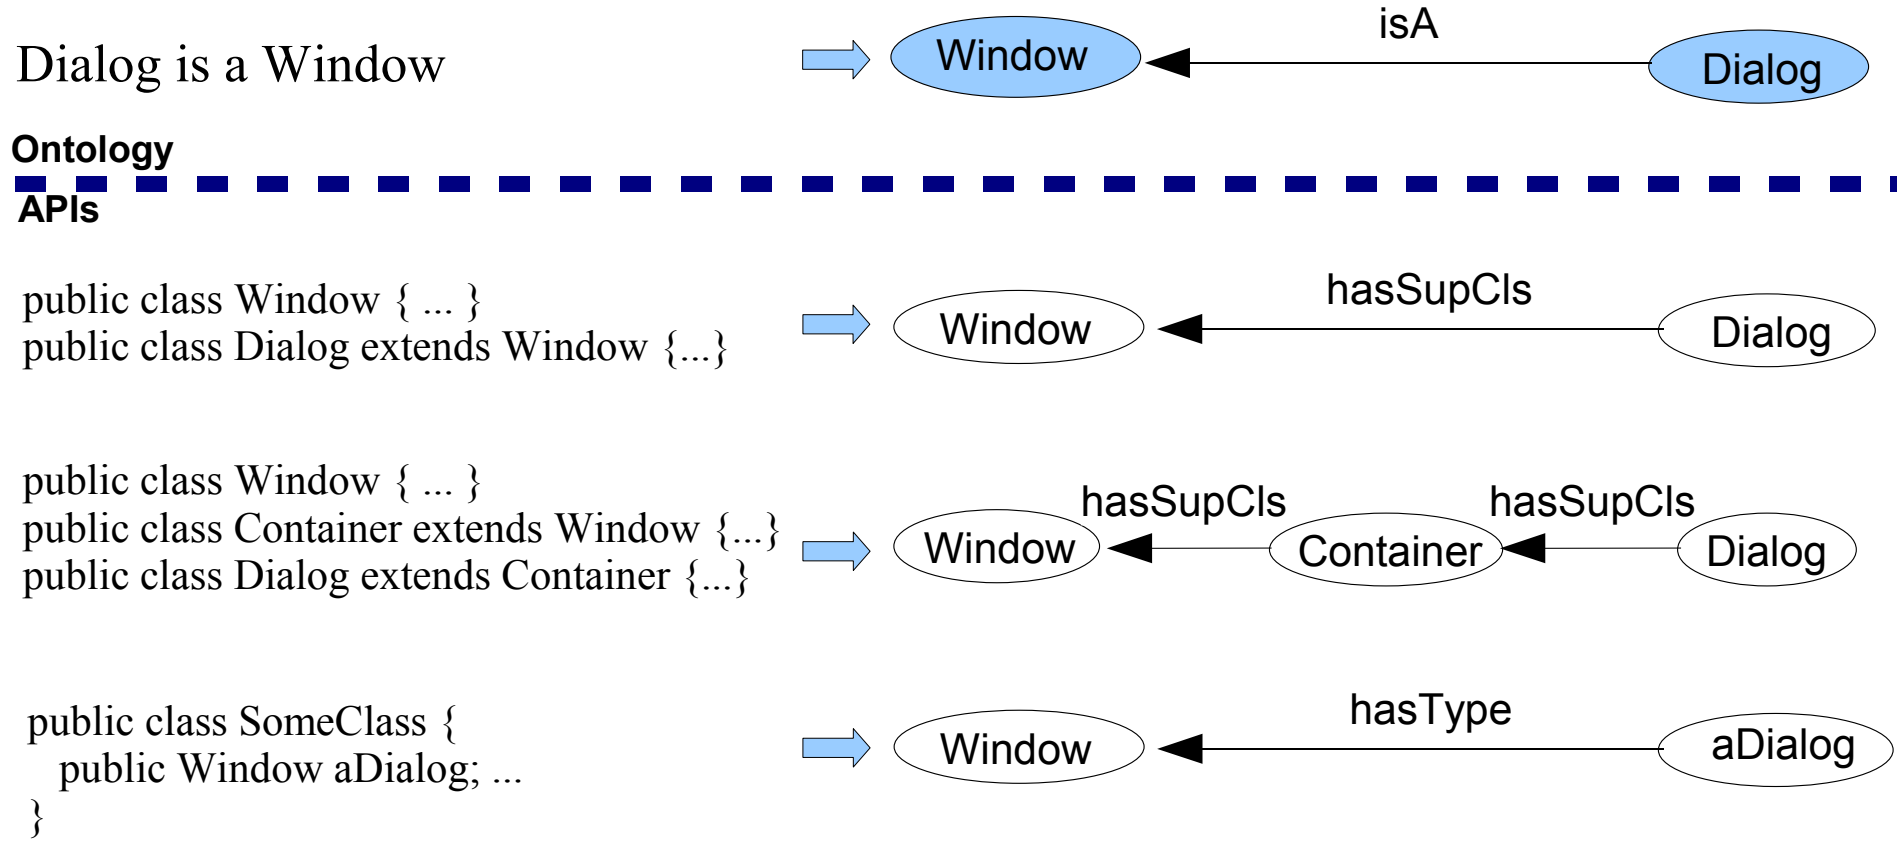 Dialog is a Window
Window
isA
Dialog
Ontology
APIs
public class Window { ... }
public class Dialog extends Window {...}
Window
hasSupCls
Dialog
public class Window { ... }
public class Container extends Window {...}
public class Dialog extends Container {...}
Window
hasSupCls
Container
hasSupCls
Dialog
public class SomeClass {
public Window aDialog; ...
}
Window
hasType
aDialog